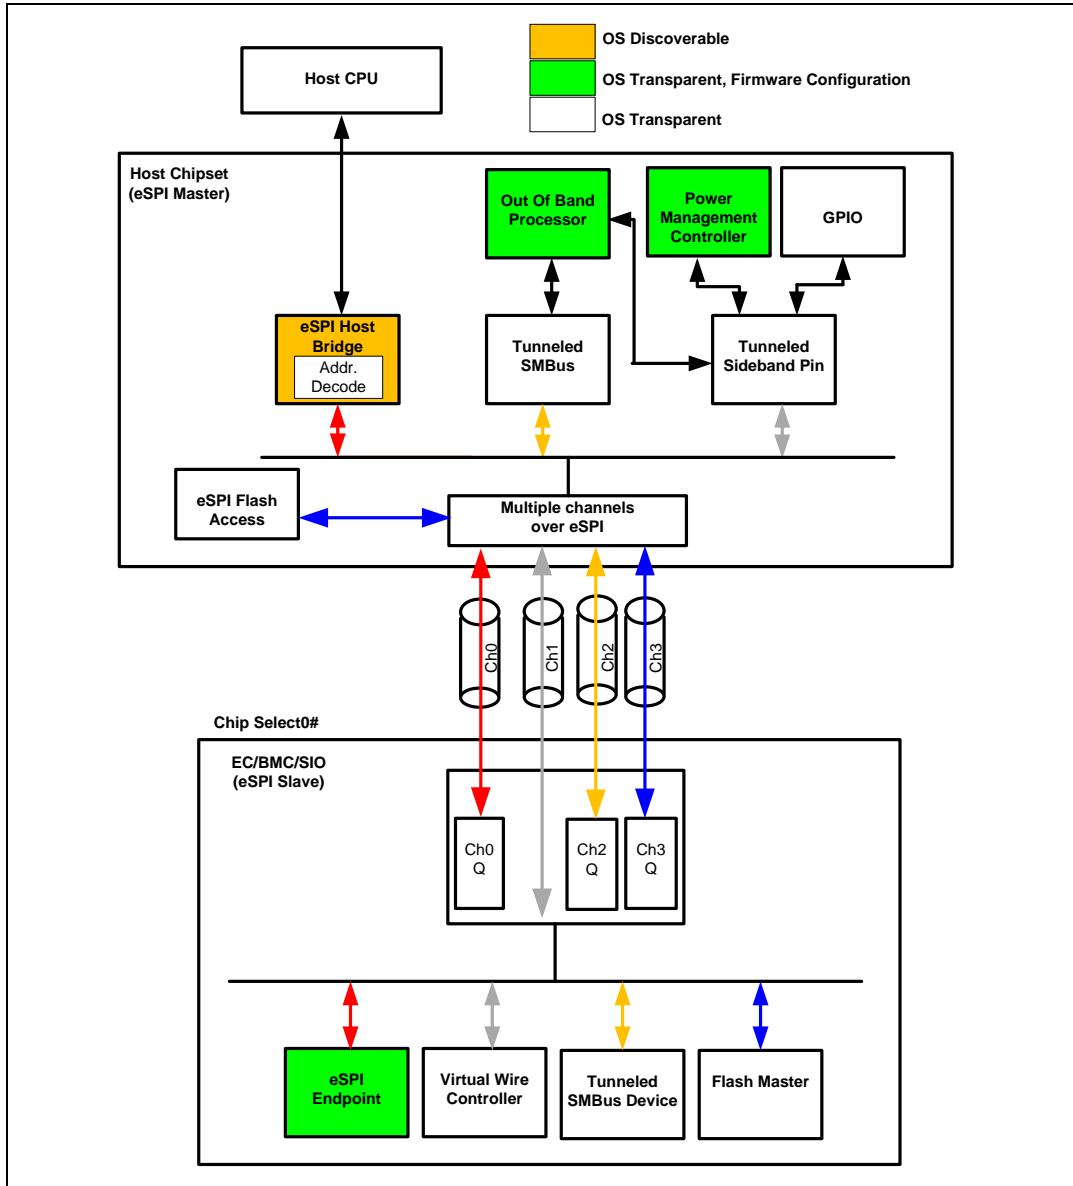 OS Discoverable
OS Transparent, Firmware Configuration
OS Transparent
Host CPU
Host Chipset
(eSPI Master)
Out Of Band
Processor
Power
Management
Controller
GPIO
eSPI Host
Bridge
Addr.
Decode
Tunneled
SMBus
Tunneled
Sideband Pin
eSPI Flash
Access
Multiple channels
over eSPI
Ch0
Ch1
Ch2
Ch3
Chip Select0#
EC/BMC/SIO
(eSPI Slave)
Ch0
Q
Ch2
Q
Ch3
Q
eSPI
Endpoint
Virtual Wire
Controller
Tunneled
SMBus Device
Flash Master